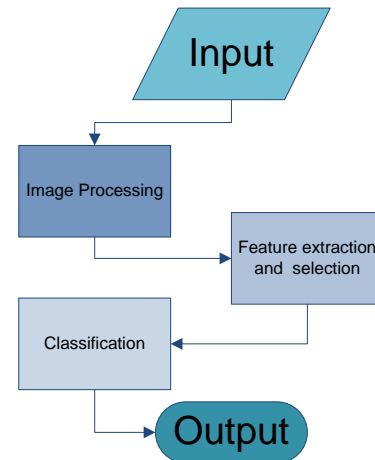 Input
Image Processing
Feature extraction
and selection
Classification
Output